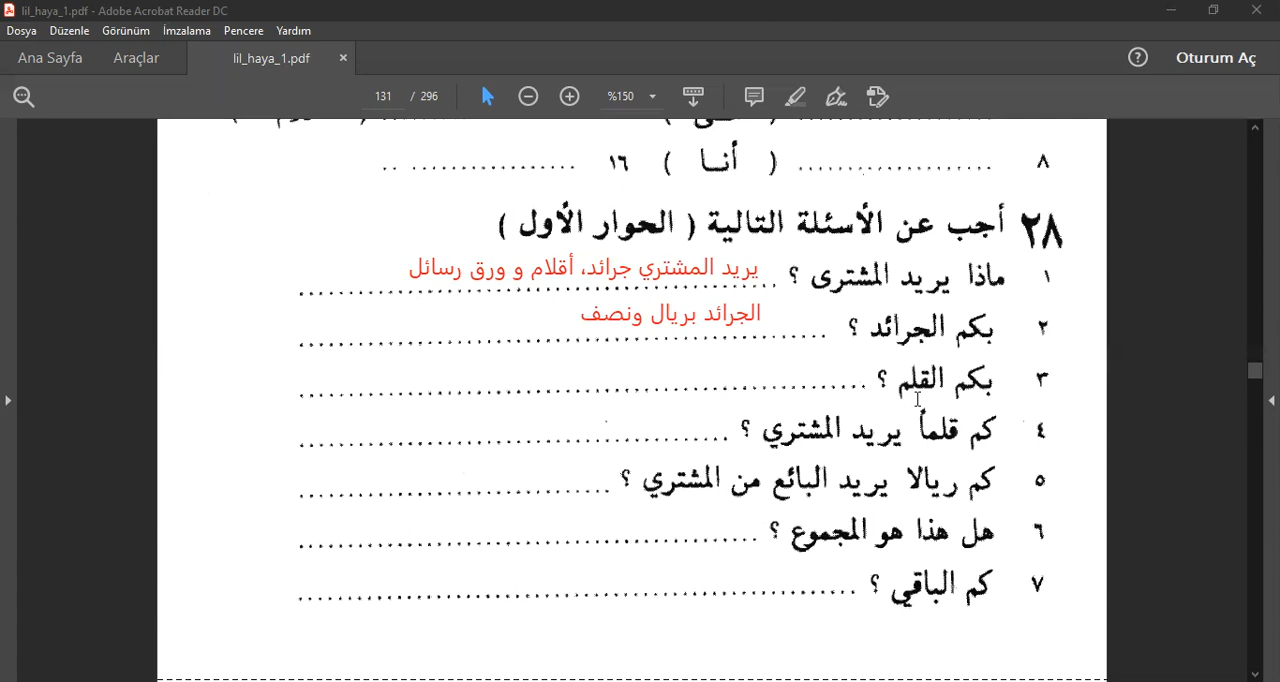 lil_haya_1.pdf - Adobe Acrobat Reader DC
Dosya Düzenle Görünüm İmzalama Pencere Yardım
Ana Sayfa Araçlar lil_haya_1.pdf × ? Oturum Aç
131 / 296 %150
٨ .................... ( أنــا ) ١٦ ................. ..
٢٨ أجب عن الأسئلة التالية ( الحوار الأول )
١ ماذا يريد المشترى ؟ يريد المشتري جرائد، أقلام و ورق رسائل
٢ بكم الجرائد ؟ الجرائد بريال ونصف
٣ بكم القلم ؟ ....................
٤ كم قلماً يريد المشتري ؟ ....................
٥ كم ريالا يريد البائع من المشتري ؟ ....................
٦ هل هذا هو المجموع ؟ ....................
٧ كم الباقي ؟ ....................